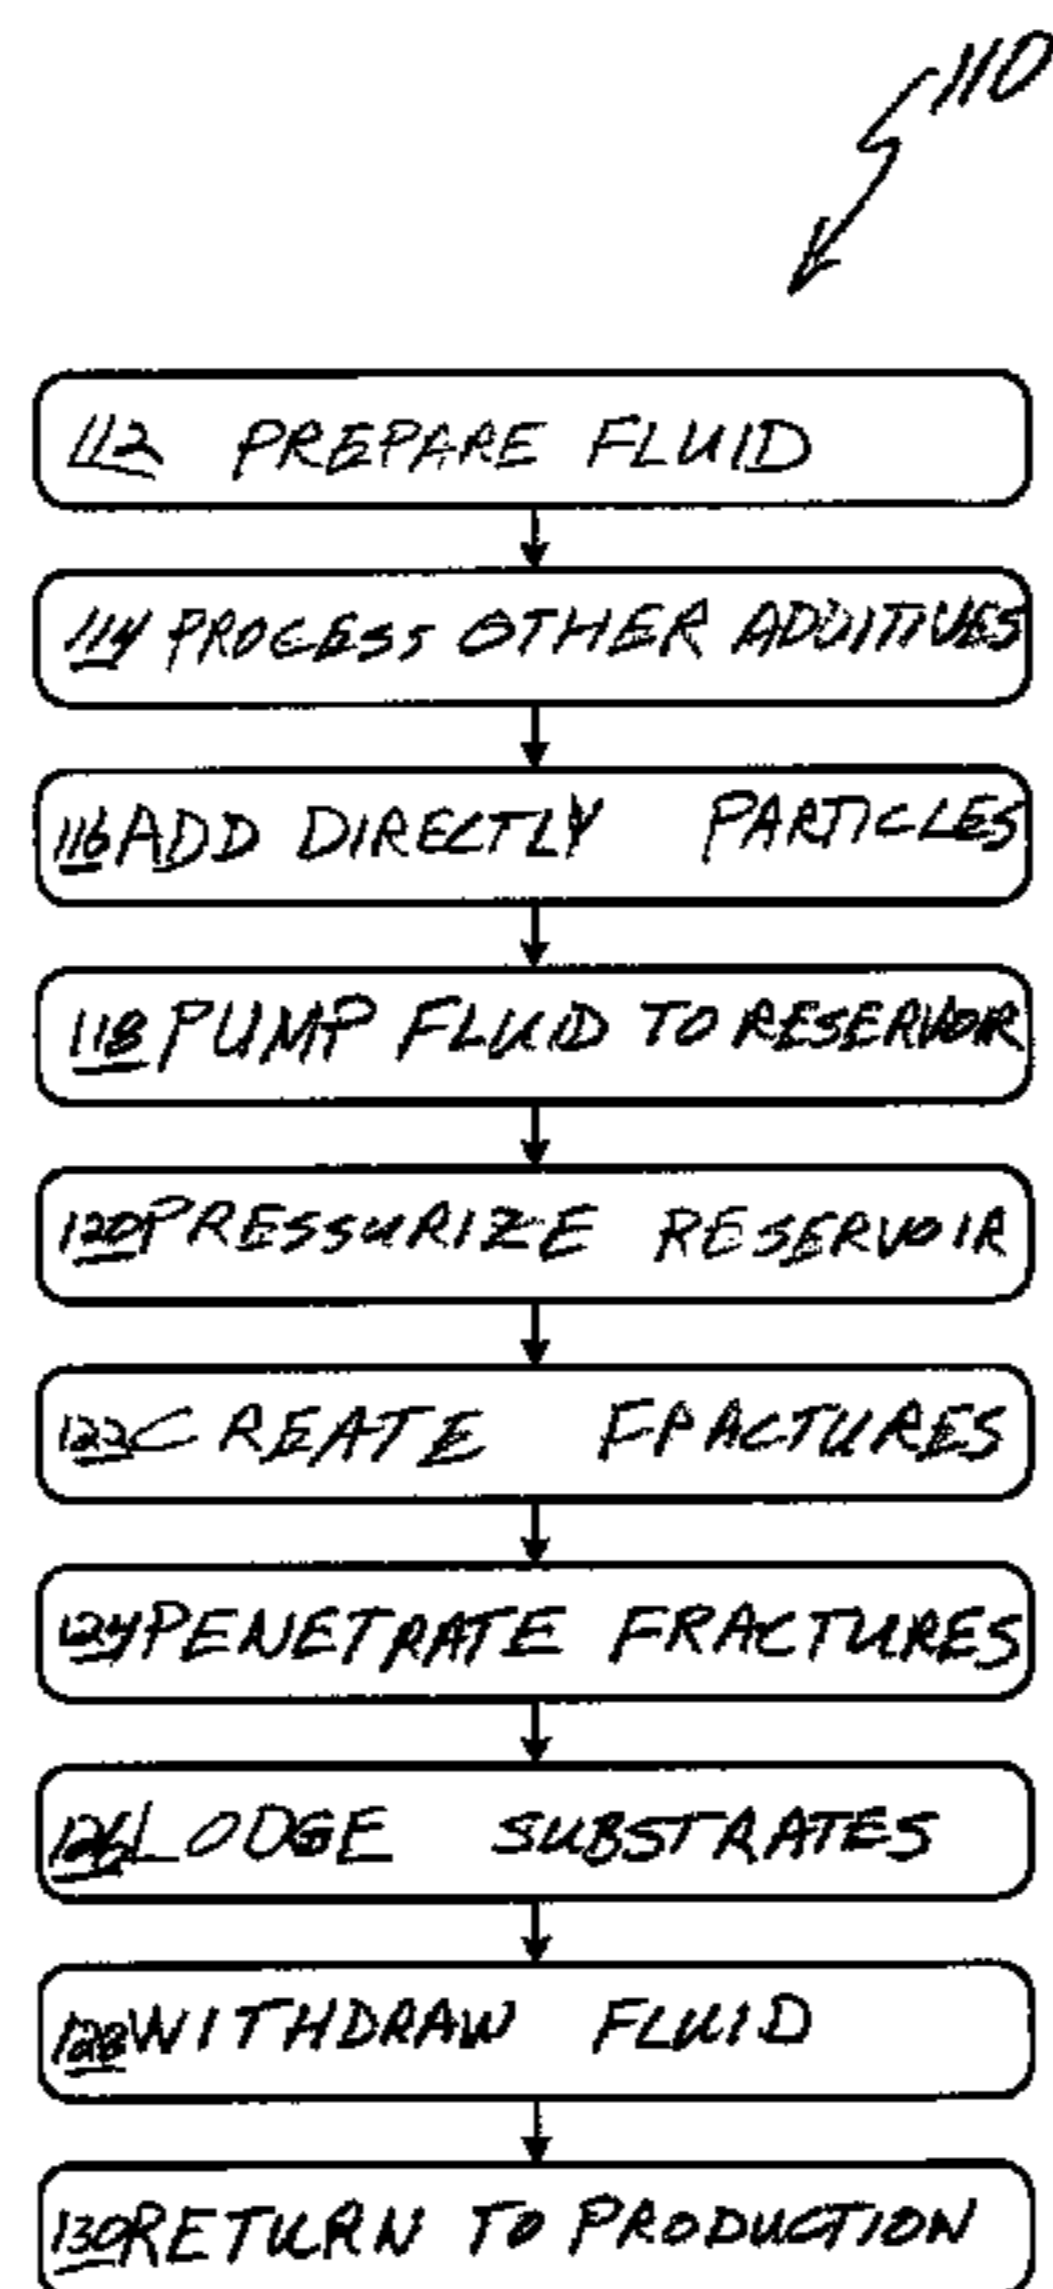 110
112 PREPARE FLUID
114 PROCESS OTHER ADDITIVES
116 ADD DIRECTLY PARTICLES
118 PUMP FLUID TO RESERVOIR
120 PRESSURIZE RESERVOIR
122 CREATE FRACTURES
124 PENETRATE FRACTURES
126 LODGE SUBSTRATES
128 WITHDRAW FLUID
130 RETURN TO PRODUCTION